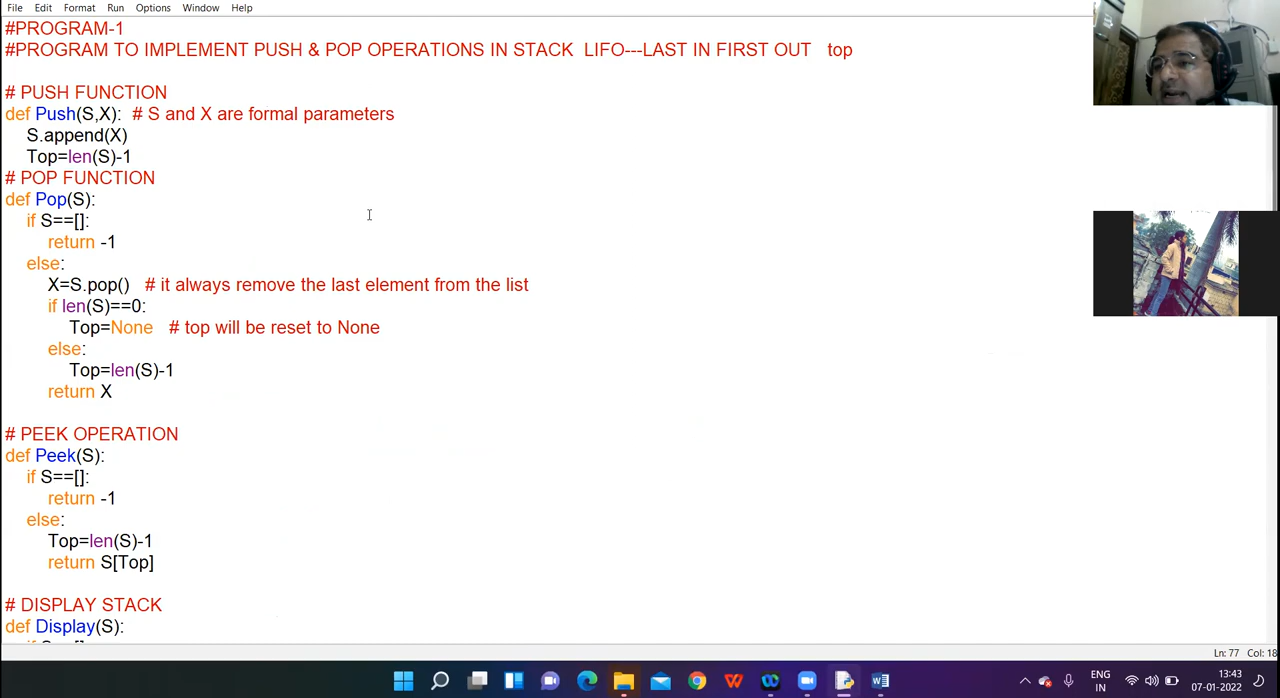 File Edit Format Run Options Window Help
#PROGRAM-1
#PROGRAM TO IMPLEMENT PUSH & POP OPERATIONS IN STACK  LIFO---LAST IN FIRST OUT   top
# PUSH FUNCTION
def Push(S,X):  # S and X are formal parameters
    S.append(X)
    Top=len(S)-1
# POP FUNCTION
def Pop(S):
    if S==[]:
        return -1
    else:
        X=S.pop()   # it always remove the last element from the list
        if len(S)==0:
            Top=None   # top will be reset to None
        else:
            Top=len(S)-1
        return X
# PEEK OPERATION
def Peek(S):
    if S==[]:
        return -1
    else:
        Top=len(S)-1
        return S[Top]
# DISPLAY STACK
def Display(S):
Ln: 77 Col: 18
ENG
IN
13:43
07-01-2022